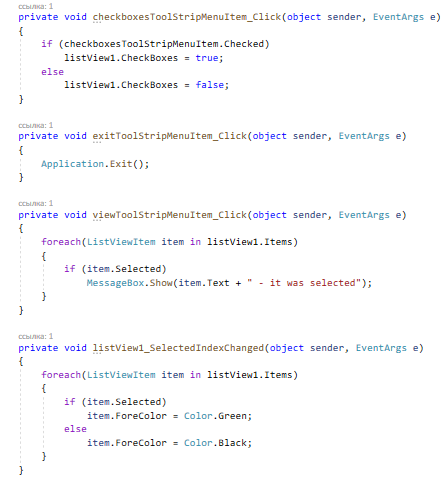 ссылка: 1
private void checkboxesToolStripMenuItem_Click(object sender, EventArgs e)
{
if (checkboxesToolStripMenuItem.Checked)
listView1.CheckBoxes = true;
else
listView1.CheckBoxes = false;
}
ссылка: 1
private void exitToolStripMenuItem_Click(object sender, EventArgs e)
{
Application.Exit();
}
ссылка: 1
private void viewToolStripMenuItem_Click(object sender, EventArgs e)
{
foreach(ListViewItem item in listView1.Items)
{
if (item.Selected)
MessageBox.Show(item.Text + " - it was selected");
}
}
ссылка: 1
private void listView1_SelectedIndexChanged(object sender, EventArgs e)
{
foreach(ListViewItem item in listView1.Items)
{
if (item.Selected)
item.ForeColor = Color.Green;
else
item.ForeColor = Color.Black;
}
}